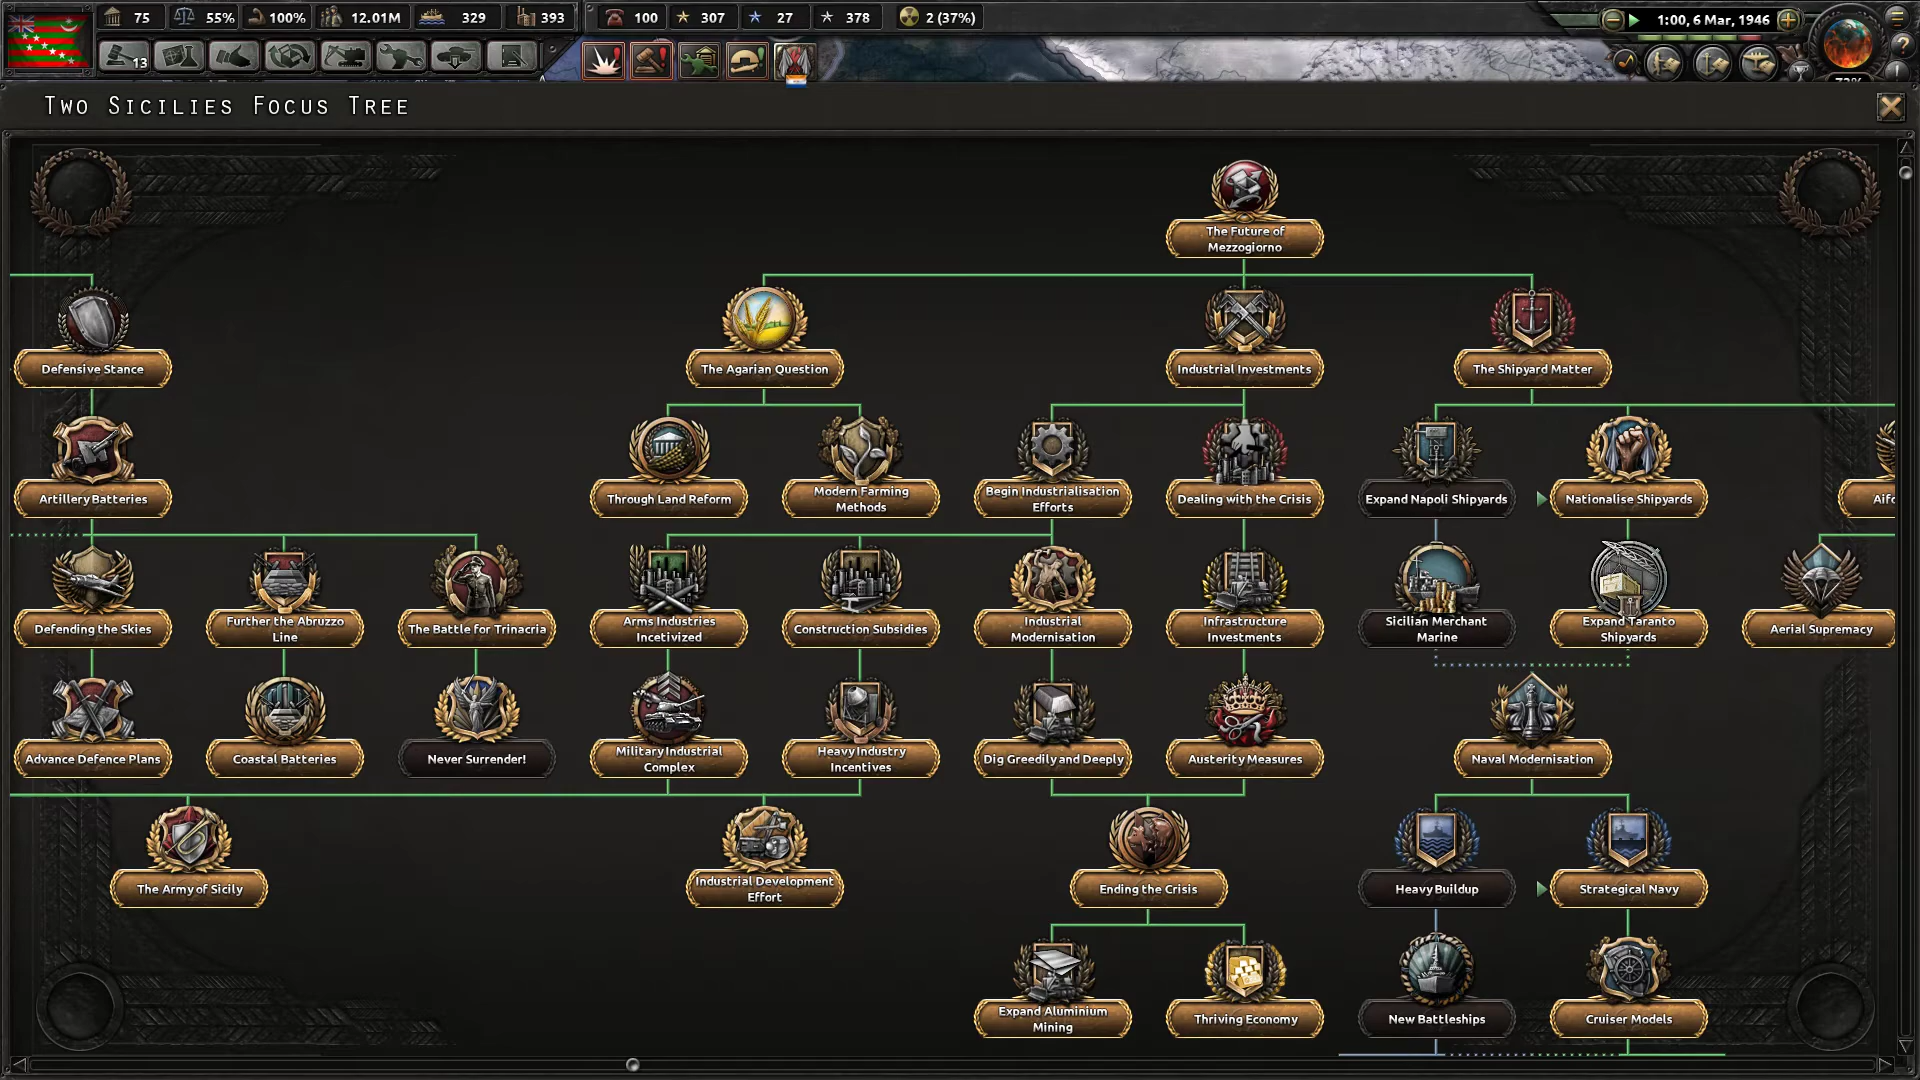 75
55%
100%
12.01M
329
393
100
307
27
378
2 (37%)
1:00, 6 Mar, 1946
13
Two Sicilies Focus Tree
The Future of
Mezzogiorno
Defensive Stance
The Agarian Question
Industrial Investments
The Shipyard Matter
Artillery Batteries
Through Land Reform
Modern Farming
Methods
Begin Industrialisation
Efforts
Dealing with the Crisis
Expand Napoli Shipyards
Nationalise Shipyards
Defending the Skies
Further the Abruzzo
Line
The Battle for Trinacria
Arms Industries
Incetivized
Construction Subsidies
Industrial
Modernisation
Infrastructure
Investments
Sicilian Merchant
Marine
Expand Taranto
Shipyards
Aerial Supremacy
Advance Defence Plans
Coastal Batteries
Never Surrender!
Military Industrial
Complex
Heavy Industry
Incentives
Dig Greedily and Deeply
Austerity Measures
Naval Modernisation
The Army of Sicily
Industrial Development
Effort
Ending the Crisis
Heavy Buildup
Strategical Navy
Expand Aluminium
Mining
Thriving Economy
New Battleships
Cruiser Models